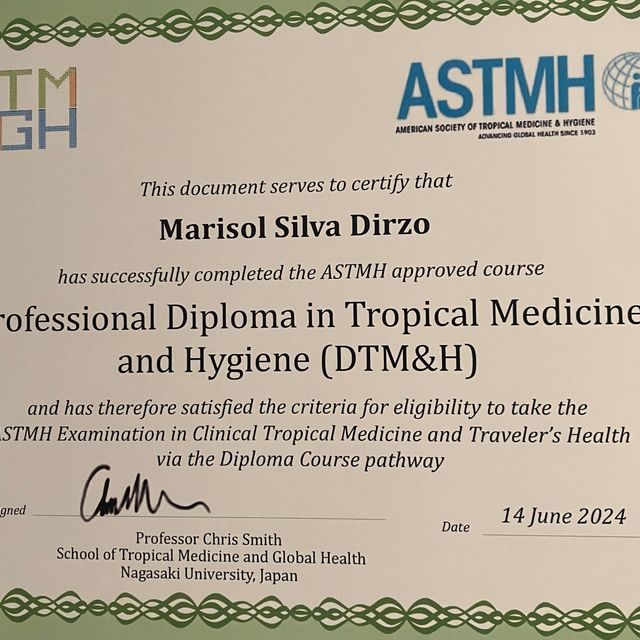 TM
GH
ASTMH
AMERICAN SOCIETY OF TROPICAL MEDICINE & HYGIENE
ADVANCING GLOBAL HEALTH SINCE 1903
This document serves to certify that
Marisol Silva Dirzo
has successfully completed the ASTMH approved course
rofessional Diploma in Tropical Medicine
and Hygiene (DTM&H)
and has therefore satisfied the criteria for eligibility to take the
ASTMH Examination in Clinical Tropical Medicine and Traveler's Health
via the Diploma Course pathway
gned
Date 14 June 2024
Professor Chris Smith
School of Tropical Medicine and Global Health
Nagasaki University, Japan